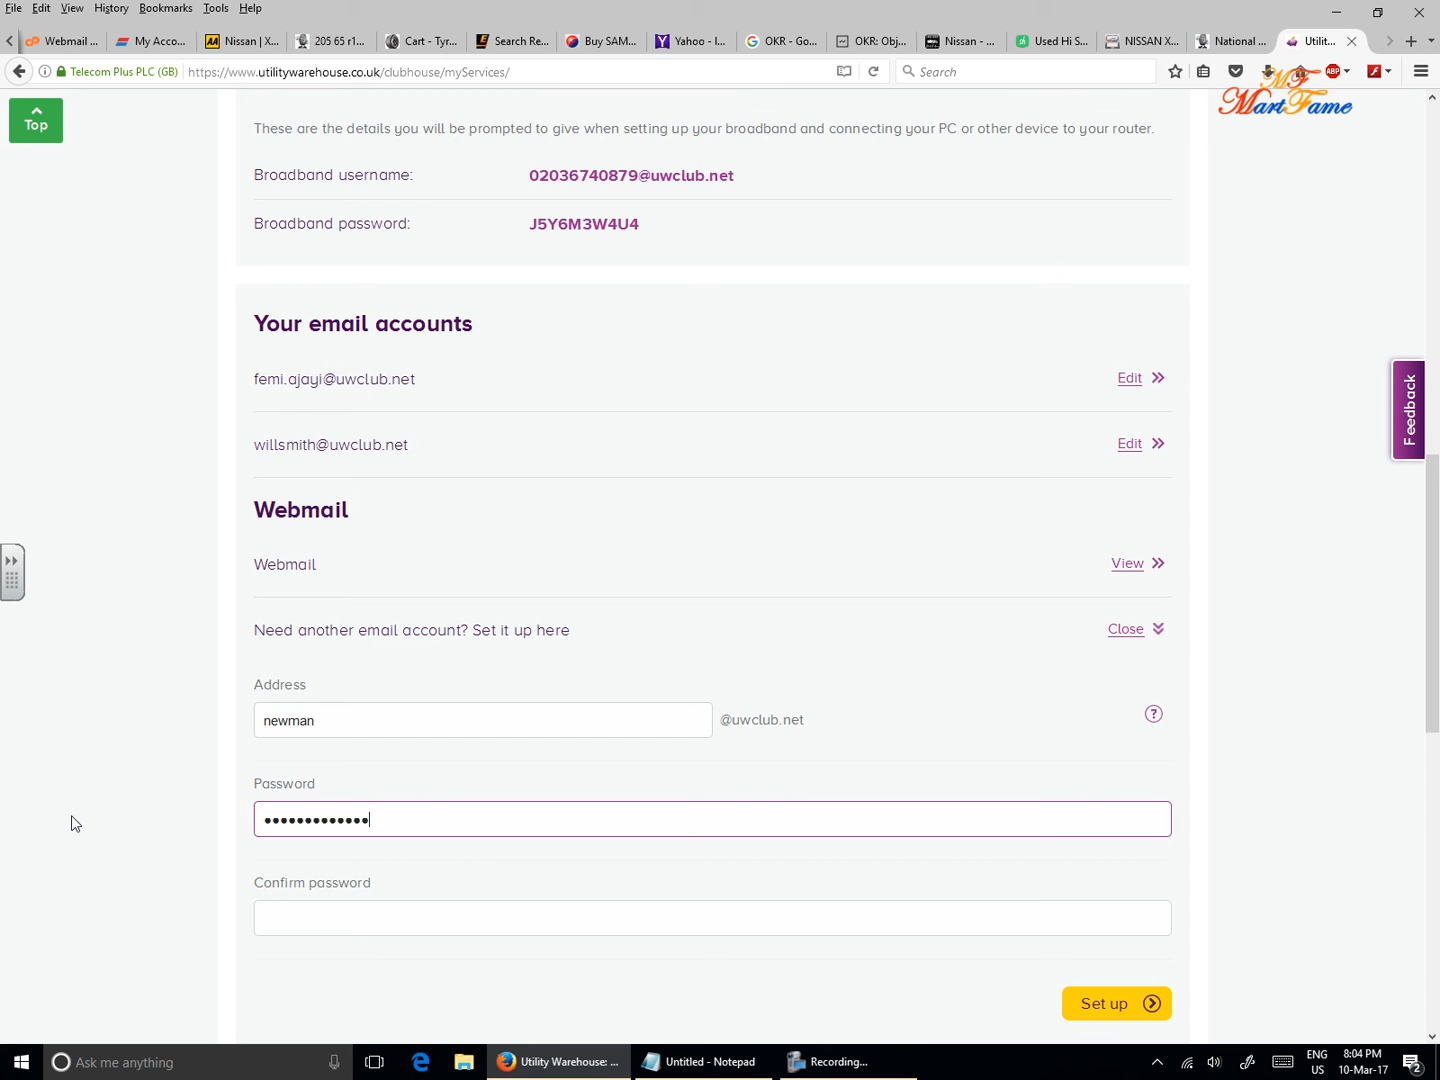 File Edit View History Bookmarks Tools Help
Webmail ... My Acco... Nissan | X... 205 65 r1... Cart - Tyr... Search Re... Buy SAM... Yahoo - I... OKR - Go... OKR: Obj... Nissan - ... Used Hi S... NISSAN X... National ... Utilit...
Telecom Plus PLC (GB) https://www.utilitywarehouse.co.uk/clubhouse/myServices/ Search ABP
MF
MartFame
Top
These are the details you will be prompted to give when setting up your broadband and connecting your PC or other device to your router.
Broadband username: 02036740879@uwclub.net
Broadband password: J5Y6M3W4U4
Your email accounts
femi.ajayi@uwclub.net Edit
Feedback
willsmith@uwclub.net Edit
Webmail
Webmail View
Need another email account? Set it up here Close
Address
newman @uwclub.net ?
Password
•••••••••••••
Confirm password
Set up
Ask me anything Utility Warehouse: ... Untitled - Notepad Recording... ENG US 8:04 PM 10-Mar-17 2